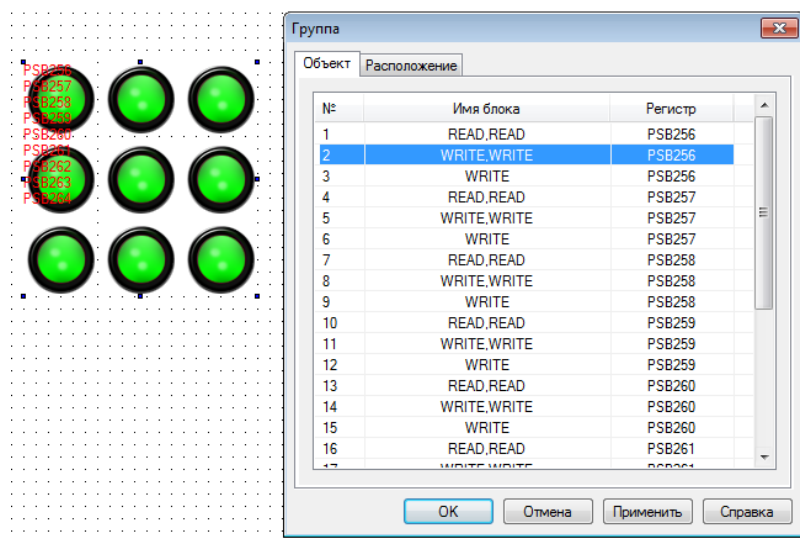 PSB256
PSB257
PSB258
PSB259
PSB260
PSB261
PSB262
PSB263
PSB264
Группа
Объект Расположение
№ Имя блока Регистр
1 READ,READ PSB256
2 WRITE,WRITE PSB256
3 WRITE PSB256
4 READ,READ PSB257
5 WRITE,WRITE PSB257
6 WRITE PSB257
7 READ,READ PSB258
8 WRITE,WRITE PSB258
9 WRITE PSB258
10 READ,READ PSB259
11 WRITE,WRITE PSB259
12 WRITE PSB259
13 READ,READ PSB260
14 WRITE,WRITE PSB260
15 WRITE PSB260
16 READ,READ PSB261
17 WRITE,WRITE PSB261
OK Отмена Применить Справка